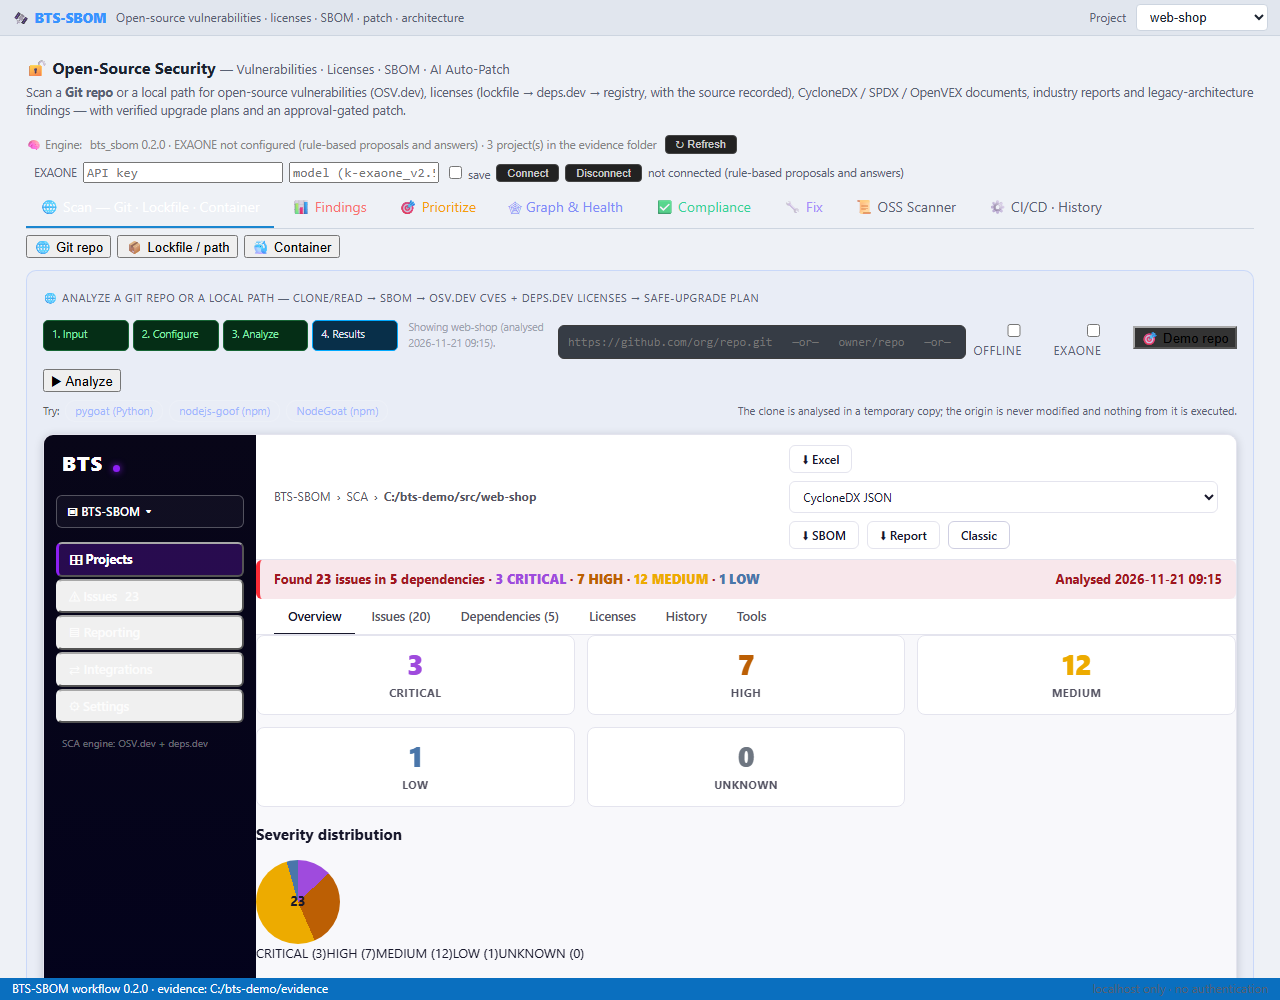 BTS-SBOM Open-source vulnerabilities · licenses · SBOM · patch · architecture Project web-shop
Open-Source Security — Vulnerabilities · Licenses · SBOM · AI Auto-Patch
Scan a Git repo or a local path for open-source vulnerabilities (OSV.dev), licenses (lockfile → deps.dev → registry, with the source recorded), CycloneDX / SPDX / OpenVEX documents, industry reports and legacy-architecture
findings — with verified upgrade plans and an approval-gated patch.
Engine: bts_sbom 0.2.0 · EXAONE not configured (rule-based proposals and answers) · 3 project(s) in the evidence folder ↻ Refresh
EXAONE API key model (k-exaone_v2. save Connect Disconnect not connected (rule-based proposals and answers)
Scan — Git · Lockfile · Container Findings Prioritize Graph & Health Compliance Fix OSS Scanner CI/CD · History
Git repo Lockfile / path Container
ANALYZE A GIT REPO OR A LOCAL PATH — CLONE/READ → SBOM → OSV.DEV CVES + DEPS.DEV LICENSES → SAFE-UPGRADE PLAN
1. Input 2. Configure 3. Analyze 4. Results Showing web-shop (analysed 2026-11-21 09:15). https://github.com/org/repo.git —or— owner/repo —or— OFFLINE EXAONE Demo repo
▶ Analyze
Try: pygoat (Python) nodejs-goof (npm) NodeGoat (npm) The clone is analysed in a temporary copy; the origin is never modified and nothing from it is executed.
BTS
BTS-SBOM
Projects
Issues 23
Reporting
Integrations
Settings
SCA engine: OSV.dev + deps.dev
BTS-SBOM › SCA › C:/bts-demo/src/web-shop
⬇ Excel
CycloneDX JSON
⬇ SBOM ⬇ Report Classic
Found 23 issues in 5 dependencies · 3 CRITICAL · 7 HIGH · 12 MEDIUM · 1 LOW Analysed 2026-11-21 09:15
Overview Issues (20) Dependencies (5) Licenses History Tools
3 7 12
CRITICAL HIGH MEDIUM
1 0
LOW UNKNOWN
Severity distribution
23
CRITICAL (3)HIGH (7)MEDIUM (12)LOW (1)UNKNOWN (0)
BTS-SBOM workflow 0.2.0 · evidence: C:/bts-demo/evidence localhost only · no authentication